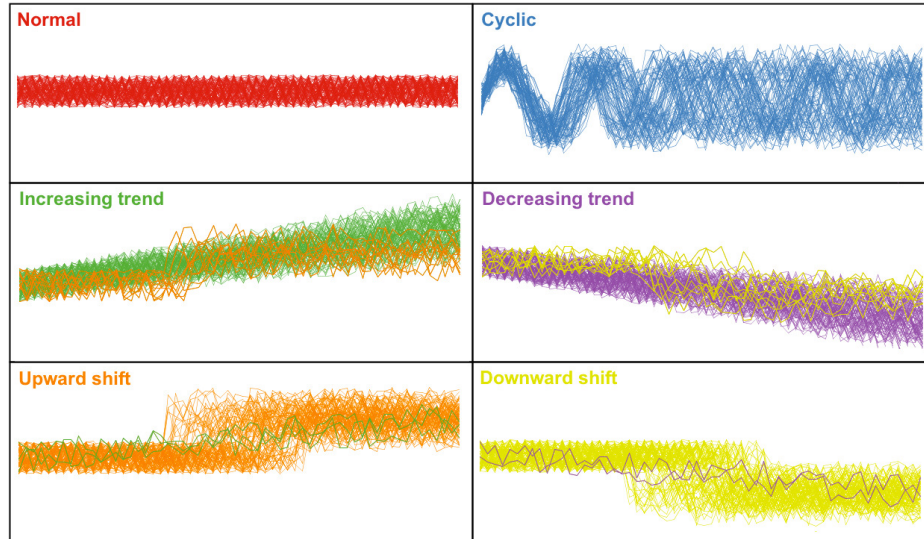 Normal
Cyclic
Increasing trend
Decreasing trend
Upward shift
Downward shift